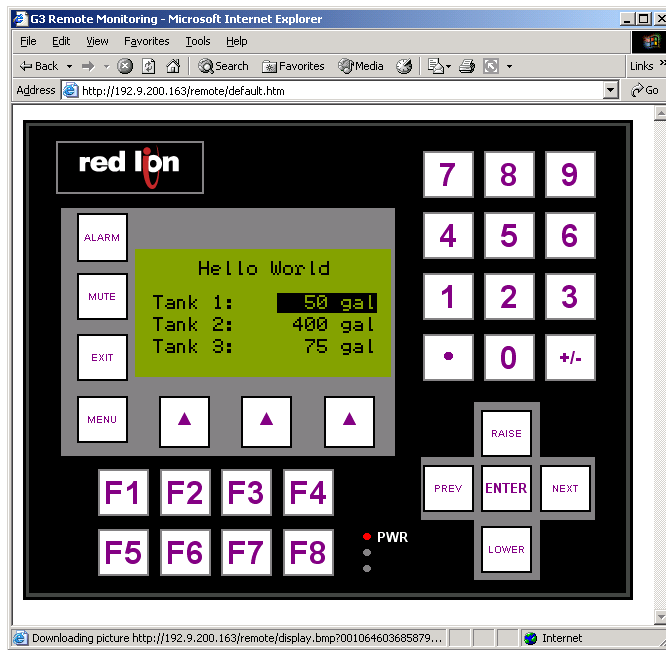 G3 Remote Monitoring - Microsoft Internet Explorer
File Edit View Favorites Tools Help
Back Search Favorites Media Links »
Address http://192.9.200.163/remote/default.htm Go
red lion
7 8 9
4 5 6
1 2 3
• 0 +/-
ALARM
MUTE
EXIT
MENU
Hello World
Tank 1: 50 gal
Tank 2: 400 gal
Tank 3: 75 gal
F1 F2 F3 F4
F5 F6 F7 F8
PWR
RAISE
PREV ENTER NEXT
LOWER
Downloading picture http://192.9.200.163/remote/display.bmp?001064603685879... Internet